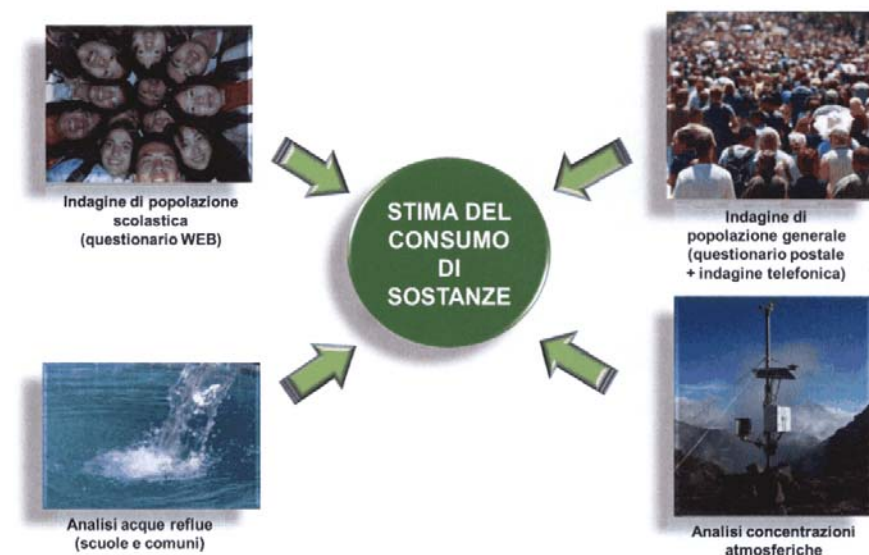 Indagine di popolazione
scolastica
(questionario WEB)
STIMA DEL
CONSUMO
DI
SOSTANZE
Indagine di
popolazione generale
(questionario postale
+ indagine telefonica)
Analisi acque reflue
(scuole e comuni)
Analisi concentrazioni
atmosferiche